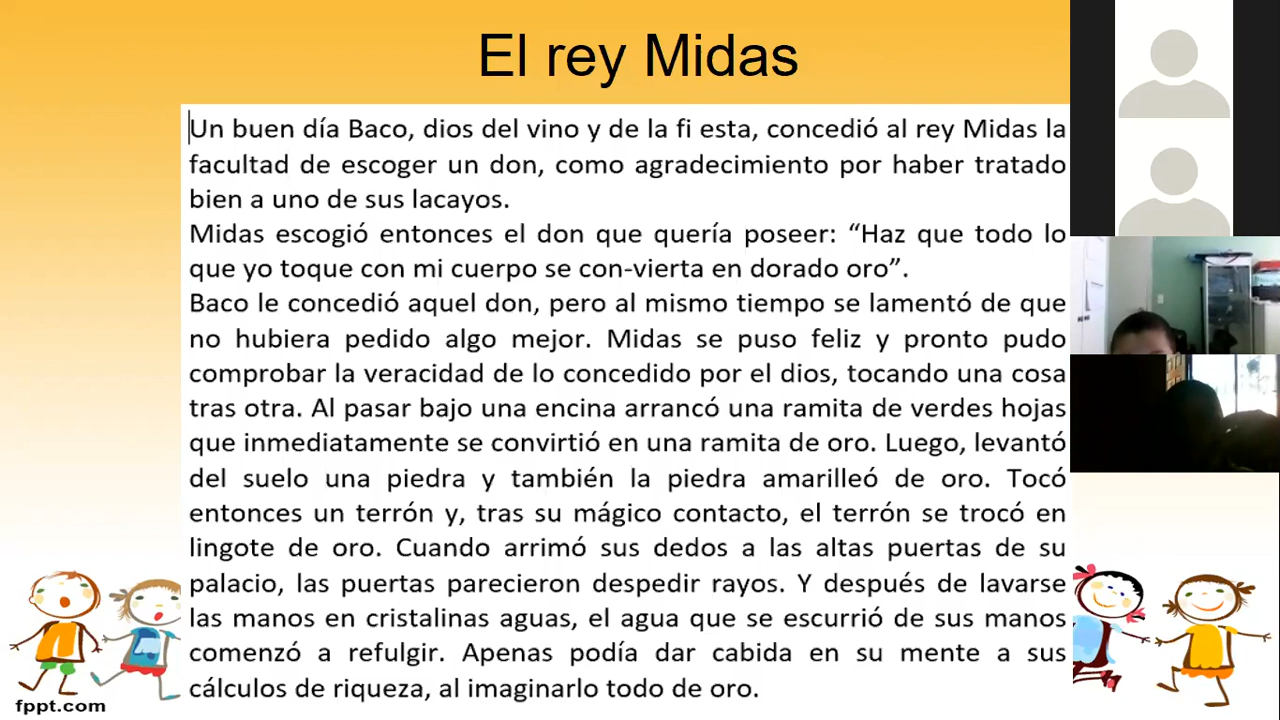 El rey Midas
Un buen día Baco, dios del vino y de la fi esta, concedió al rey Midas la
facultad de escoger un don, como agradecimiento por haber tratado
bien a uno de sus lacayos.
Midas escogió entonces el don que quería poseer: “Haz que todo lo
que yo toque con mi cuerpo se con-vierta en dorado oro”.
Baco le concedió aquel don, pero al mismo tiempo se lamentó de que
no hubiera pedido algo mejor. Midas se puso feliz y pronto pudo
comprobar la veracidad de lo concedido por el dios, tocando una cosa
tras otra. Al pasar bajo una encina arrancó una ramita de verdes hojas
que inmediatamente se convirtió en una ramita de oro. Luego, levantó
del suelo una piedra y también la piedra amarilleó de oro. Tocó
entonces un terrón y, tras su mágico contacto, el terrón se trocó en
lingote de oro. Cuando arrimó sus dedos a las altas puertas de su
palacio, las puertas parecieron despedir rayos. Y después de lavarse
las manos en cristalinas aguas, el agua que se escurrió de sus manos
comenzó a refulgir. Apenas podía dar cabida en su mente a sus
cálculos de riqueza, al imaginarlo todo de oro.
fppt.com